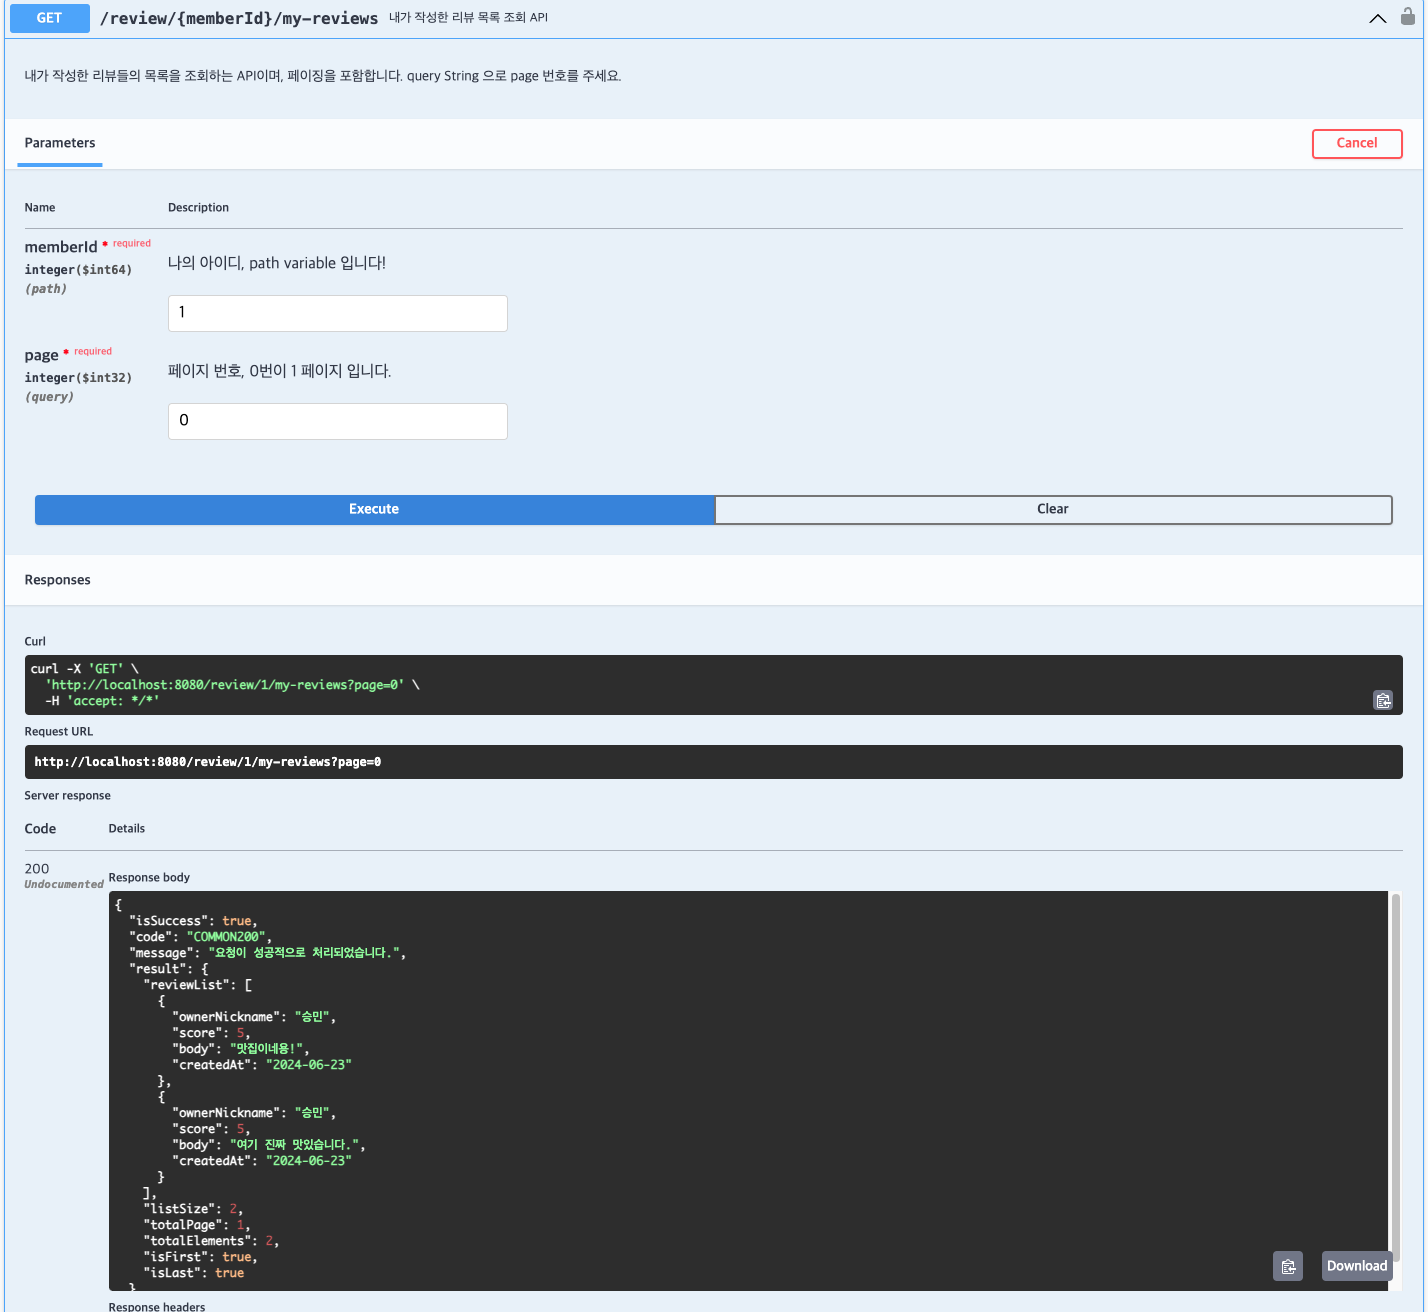 GET /review/{memberId}/my-reviews 내가 작성한 리뷰 목록 조회 API
내가 작성한 리뷰들의 목록을 조회하는 API이며, 페이징을 포함합니다. query String 으로 page 번호를 주세요.
Parameters
Cancel
Name Description
memberId * required
integer($int64)
(path)
나의 아이디, path variable 입니다!
1
page * required
integer($int32)
(query)
페이지 번호, 0번이 1 페이지 입니다.
0
Execute
Clear
Responses
Curl
curl -X 'GET' \
  'http://localhost:8080/review/1/my-reviews?page=0' \
  -H 'accept: */*'
Request URL
http://localhost:8080/review/1/my-reviews?page=0
Server response
Code Details
200
Undocumented
Response body
{
  "isSuccess": true,
  "code": "COMMON200",
  "message": "요청이 성공적으로 처리되었습니다.",
  "result": {
    "reviewList": [
      {
        "ownerNickname": "승민",
        "score": 5,
        "body": "맛집이네용!",
        "createdAt": "2024-06-23"
      },
      {
        "ownerNickname": "승민",
        "score": 5,
        "body": "여기 진짜 맛있습니다.",
        "createdAt": "2024-06-23"
      }
    ],
    "listSize": 2,
    "totalPage": 1,
    "totalElements": 2,
    "isFirst": true,
    "isLast": true
  }
Download
Response headers